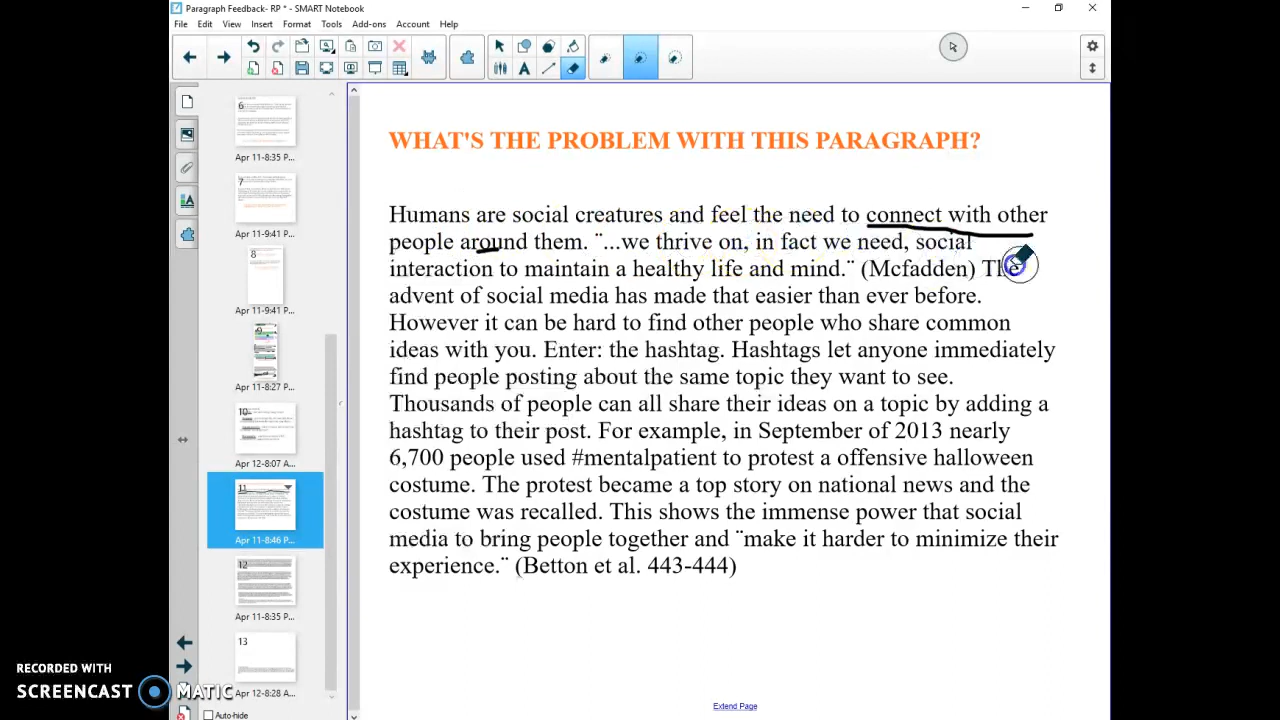 Paragraph Feedback- RP * - SMART Notebook
File Edit View Insert Format Tools Add-ons Account Help
6
Apr 11-8:35 P...
7
Apr 11-9:41 P...
8
Apr 11-9:41 P...
9
Apr 11-8:27 P...
10
Apr 12-8:07 A...
11
Apr 11-8:46 P...
12
Apr 11-8:35 P...
13
Apr 12-8:28 A...
Auto-hide
WHAT'S THE PROBLEM WITH THIS PARAGRAPH?
Humans are social creatures and feel the need to connect with other
people around them. ¨...we thrive on, in fact we need, social
interaction to maintain a healthy life and mind.¨ (Mcfadden) The
advent of social media has made that easier than ever before.
However it can be hard to find other people who share common
ideas with you. Enter: the hashtag. Hashtags let anyone immediately
find people posting about the same topic they want to see.
Thousands of people can all share their ideas on a topic by adding a
hashtag to their post. For example, in September of 2013 nearly
6,700 people used #mentalpatient to protest a offensive halloween
costume. The protest became a top story on national news and the
costume was recalled. This shows the immense power that social
media to bring people together and ¨make it harder to minimize their
experience.¨ (Betton et al. 443-444)
Extend Page
RECORDED WITH
SCREENCAST MATIC